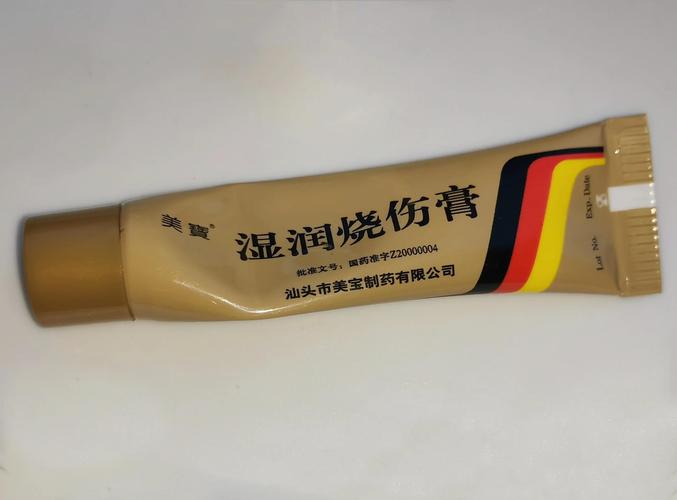 美寶®
湿润烧伤膏
批准文号：国药准字Z20000004
汕头市美宝制药有限公司
Lot No.
Exp.Date